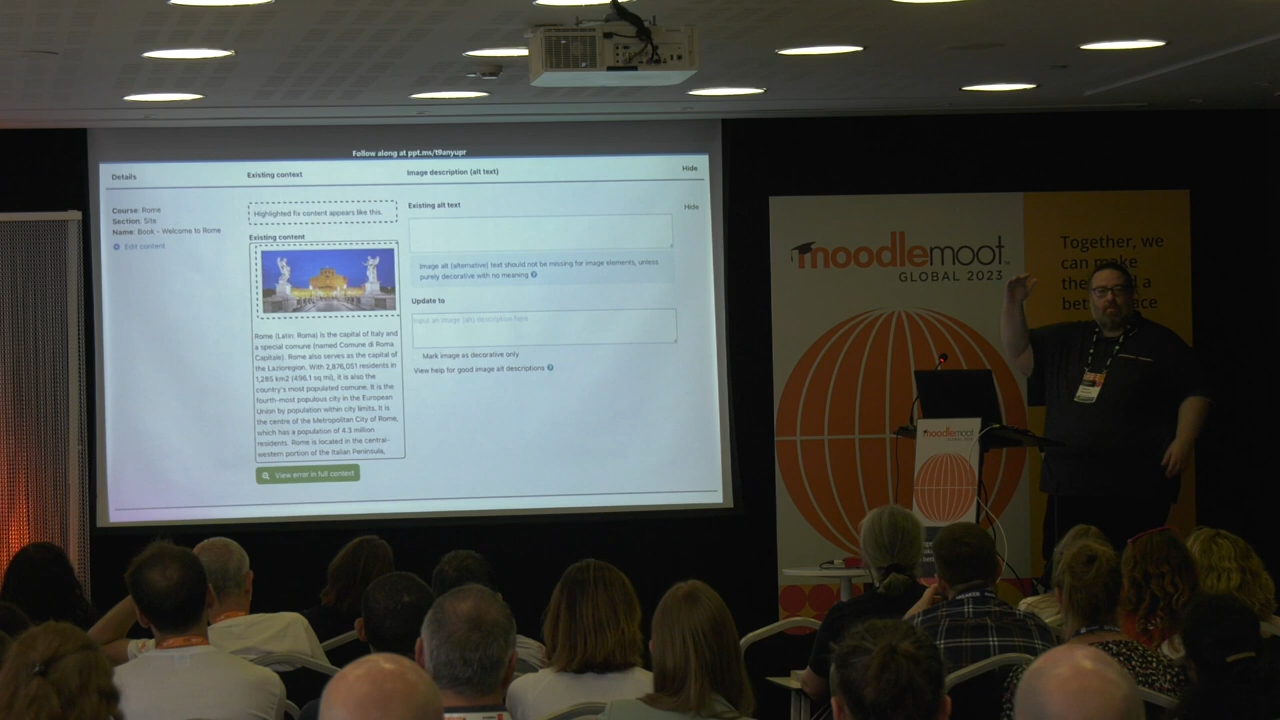 Follow along at ppt.ms/t9anyupr
Details
Existing context
Image description (alt text)
Hide
Course: Rome
Section: Site
Name: Book - Welcome to Rome
Edit content
Highlighted fix content appears like this.
Existing content
Rome (Latin: Roma) is the capital of Italy and
a special comune (named Comune di Roma
Capitale). Rome also serves as the capital of
the Lazioregion. With 2,876,051 residents in
1,285 km2 (496.1 sq mi), it is also the
country's most populated comune. It is the
fourth-most populous city in the European
Union by population within city limits. It is
the centre of the Metropolitan City of Rome,
which has a population of 4.3 million
residents. Rome is located in the central-
western portion of the Italian Peninsula,
View error in full context
Existing alt text
Hide
Image alt (alternative) text should not be missing for image elements, unless
purely decorative with no meaning
Update to
Input an image (alt) description here
Mark image as decorative only
View help for good image alt descriptions
moodlemoot
GLOBAL 2023
Together, we
can make
the
a
bet
ace
moodlemoot